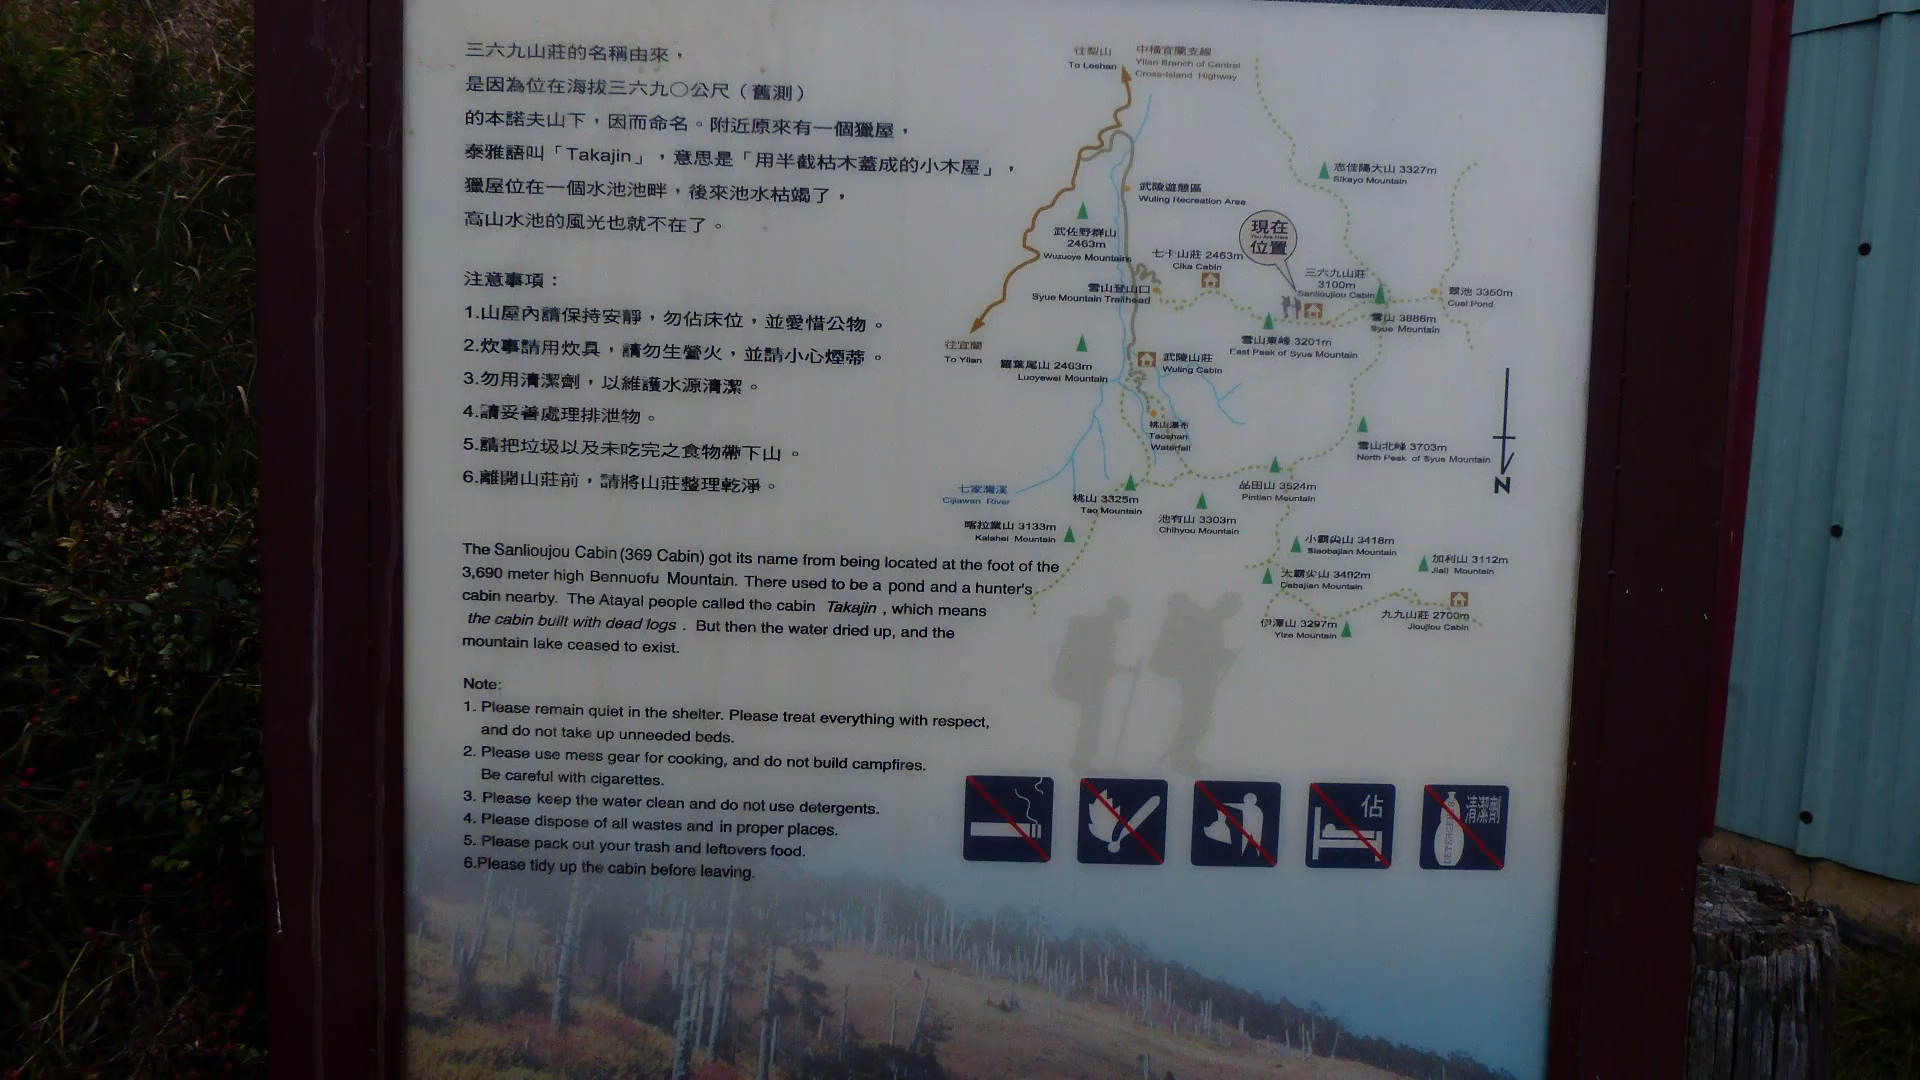 三六九山莊的名稱由來，
是因為位在海拔三六九○公尺（舊測）
的本諾夫山下，因而命名。附近原來有一個獵屋，
泰雅語叫「Takajin」，意思是「用半截枯木蓋成的小木屋」，
獵屋位在一個水池池畔，後來池水枯竭了，
高山水池的風光也就不在了。
注意事項：
1.山屋內請保持安靜，勿佔床位，並愛惜公物。
2.炊事請用炊具，請勿生營火，並請小心煙蒂。
3.勿用清潔劑，以維護水源清潔。
4.請妥善處理排泄物。
5.請把垃圾以及未吃完之食物帶下山。
6.離開山莊前，請將山莊整理乾淨。
The Sanlioujou Cabin (369 Cabin) got its name from being located at the foot of the
3,690 meter high Bennuofu Mountain. There used to be a pond and a hunter's
cabin nearby. The Atayal people called the cabin Takajin , which means
the cabin built with dead logs . But then the water dried up, and the
mountain lake ceased to exist.
Note:
1. Please remain quiet in the shelter. Please treat everything with respect,
and do not take up unneeded beds.
2. Please use mess gear for cooking, and do not build campfires.
Be careful with cigarettes.
3. Please keep the water clean and do not use detergents.
4. Please dispose of all wastes and in proper places.
5. Please pack out your trash and leftovers food.
6.Please tidy up the cabin before leaving.
往梨山
To Leshan
中橫宜蘭支線
Yilan Branch of Central
Cross-Island Highway
志佳陽大山 3327m
Sikayo Mountain
武陵遊憩區
Wuling Recreation Area
武佐野群山
2463m
Wuzuoye Mountains
現在
You Are Here
位置
七卡山莊 2463m
Cika Cabin
三六九山莊
3100m
Sanlioujiou Cabin
雪山登山口
Syue Mountain Trailhead
翠池 3350m
Cuei Pond
雪山 3886m
Syue Mountain
雪山東峰 3201m
East Peak of Syue Mountain
往宜蘭
To Yilan
羅葉尾山 2463m
Luoyewei Mountain
武陵山莊
Wuling Cabin
桃山瀑布
Taoshan
Waterfall
雪山北峰 3703m
North Peak of Syue Mountain
N
七家灣溪
Cijiawan River
桃山 3325m
Tao Mountain
品田山 3524m
Pintian Mountain
池有山 3303m
Chihyou Mountain
喀拉業山 3133m
Kalahei Mountain
小霸尖山 3418m
Siaobajian Mountain
加利山 3112m
Jiali Mountain
大霸尖山 3492m
Dabajian Mountain
伊澤山 3297m
Yize Mountain
九九山莊 2700m
Jioujiou Cabin
佔
清潔劑
DETERGENTS